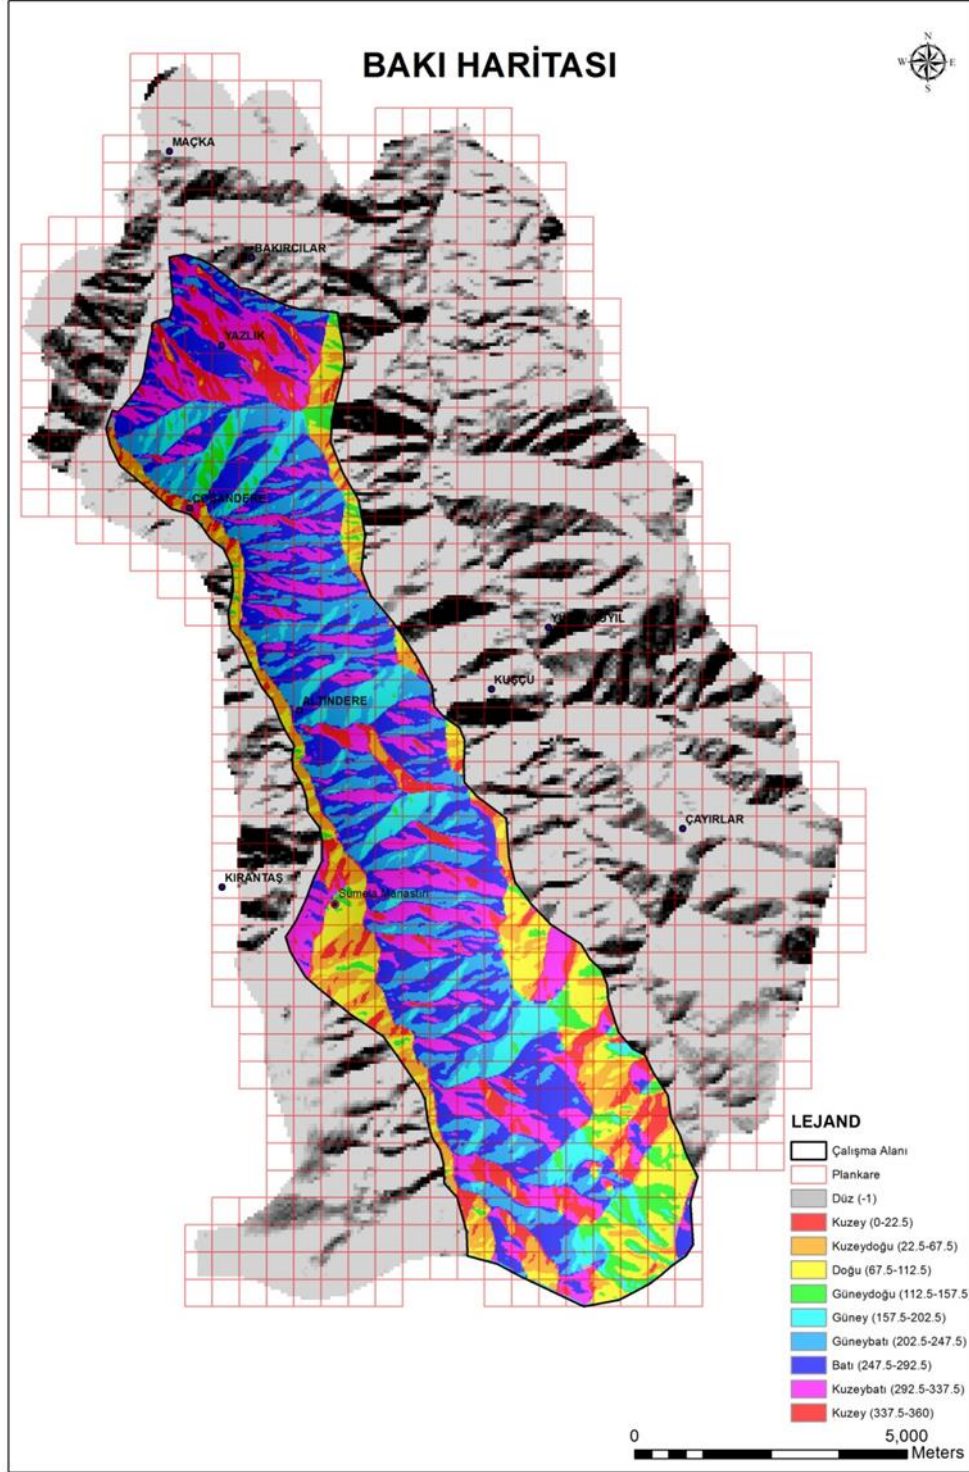 BAKI HARİTASI
N
W E
S
MAÇKA
BAKIRCILAR
YAZLIK
COŞANDERE
KUŞÇU
ALTINDERE
ÇAYIRLAR
KIRANTAŞ
Sümela Manastırı
LEJAND
Çalışma Alanı
Plankare
Düz (-1)
Kuzey (0-22.5)
Kuzeydoğu (22.5-67.5)
Doğu (67.5-112.5)
Güneydoğu (112.5-157.5
Güney (157.5-202.5)
Güneybatı (202.5-247.5)
Batı (247.5-292.5)
Kuzeybatı (292.5-337.5)
Kuzey (337.5-360)
0 5,000
Meters